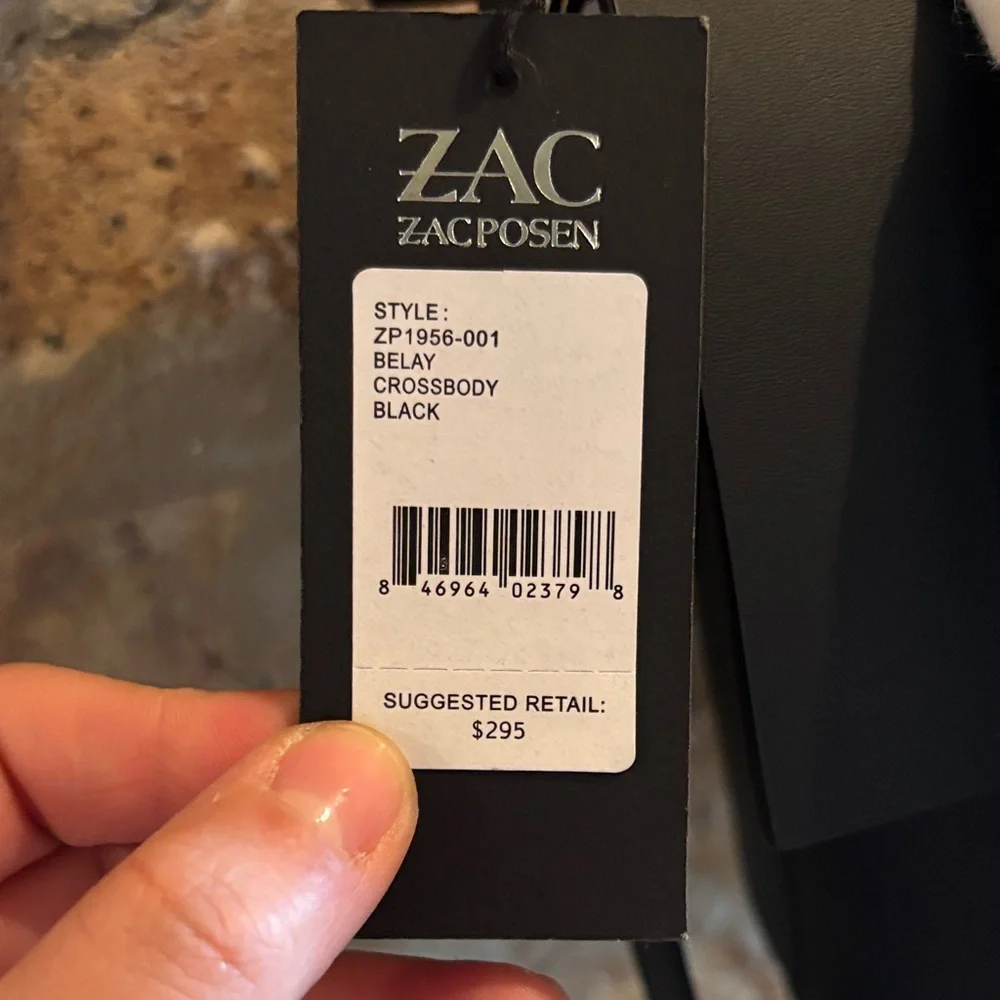 ZAC
ZAC POSEN
STYLE:
ZP1956-001
BELAY
CROSSBODY
BLACK
8 46964 02379 8
SUGGESTED RETAIL:
$295